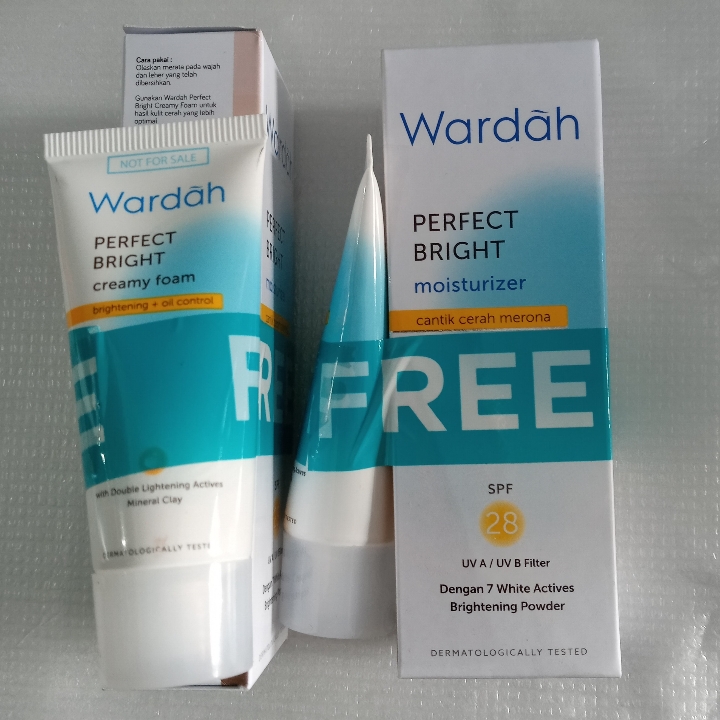 Cara pakai :
Oleskan merata pada wajah
dan leher yang telah
dibersihkan.
Gunakan Wardah Perfect
Bright Creamy Foam untuk
hasil kulit cerah yang lebih
optimal
NOT FOR SALE
Wardah
PERFECT
BRIGHT
creamy foam
brightening + oil control
FREE
with Double Lightening Actives
Mineral Clay
DERMATOLOGICALLY TESTE
Wardah
PERFECT
BRIGHT
moisturizer
cantik cerah merona
FREE
SPF
28
UV A / UV B Filter
Dengan 7 White Actives
Brightening Powder
DERMATOLOGICALLY TESTED